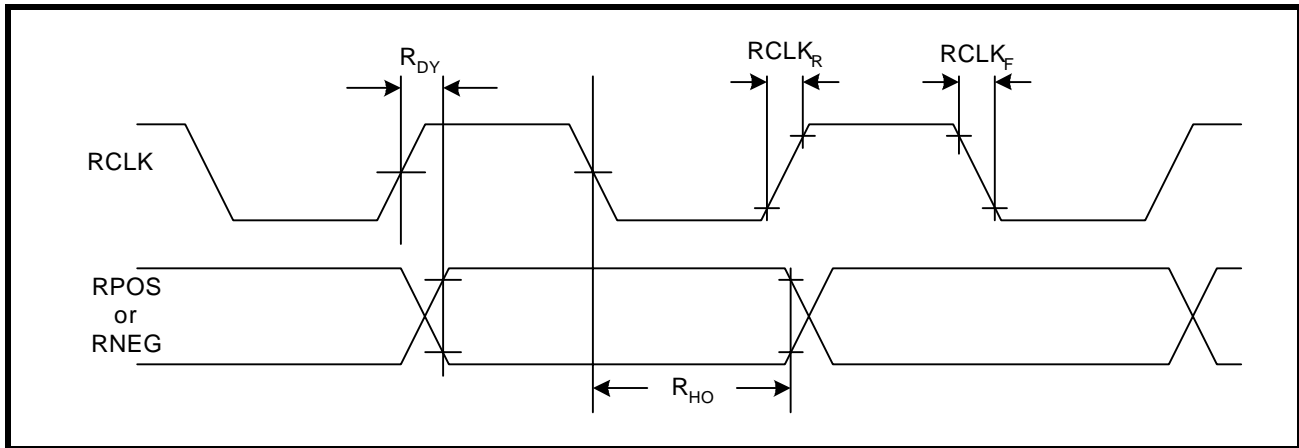 R_DY
RCLK_R
RCLK_F
RCLK
RPOS
or
RNEG
R_HO